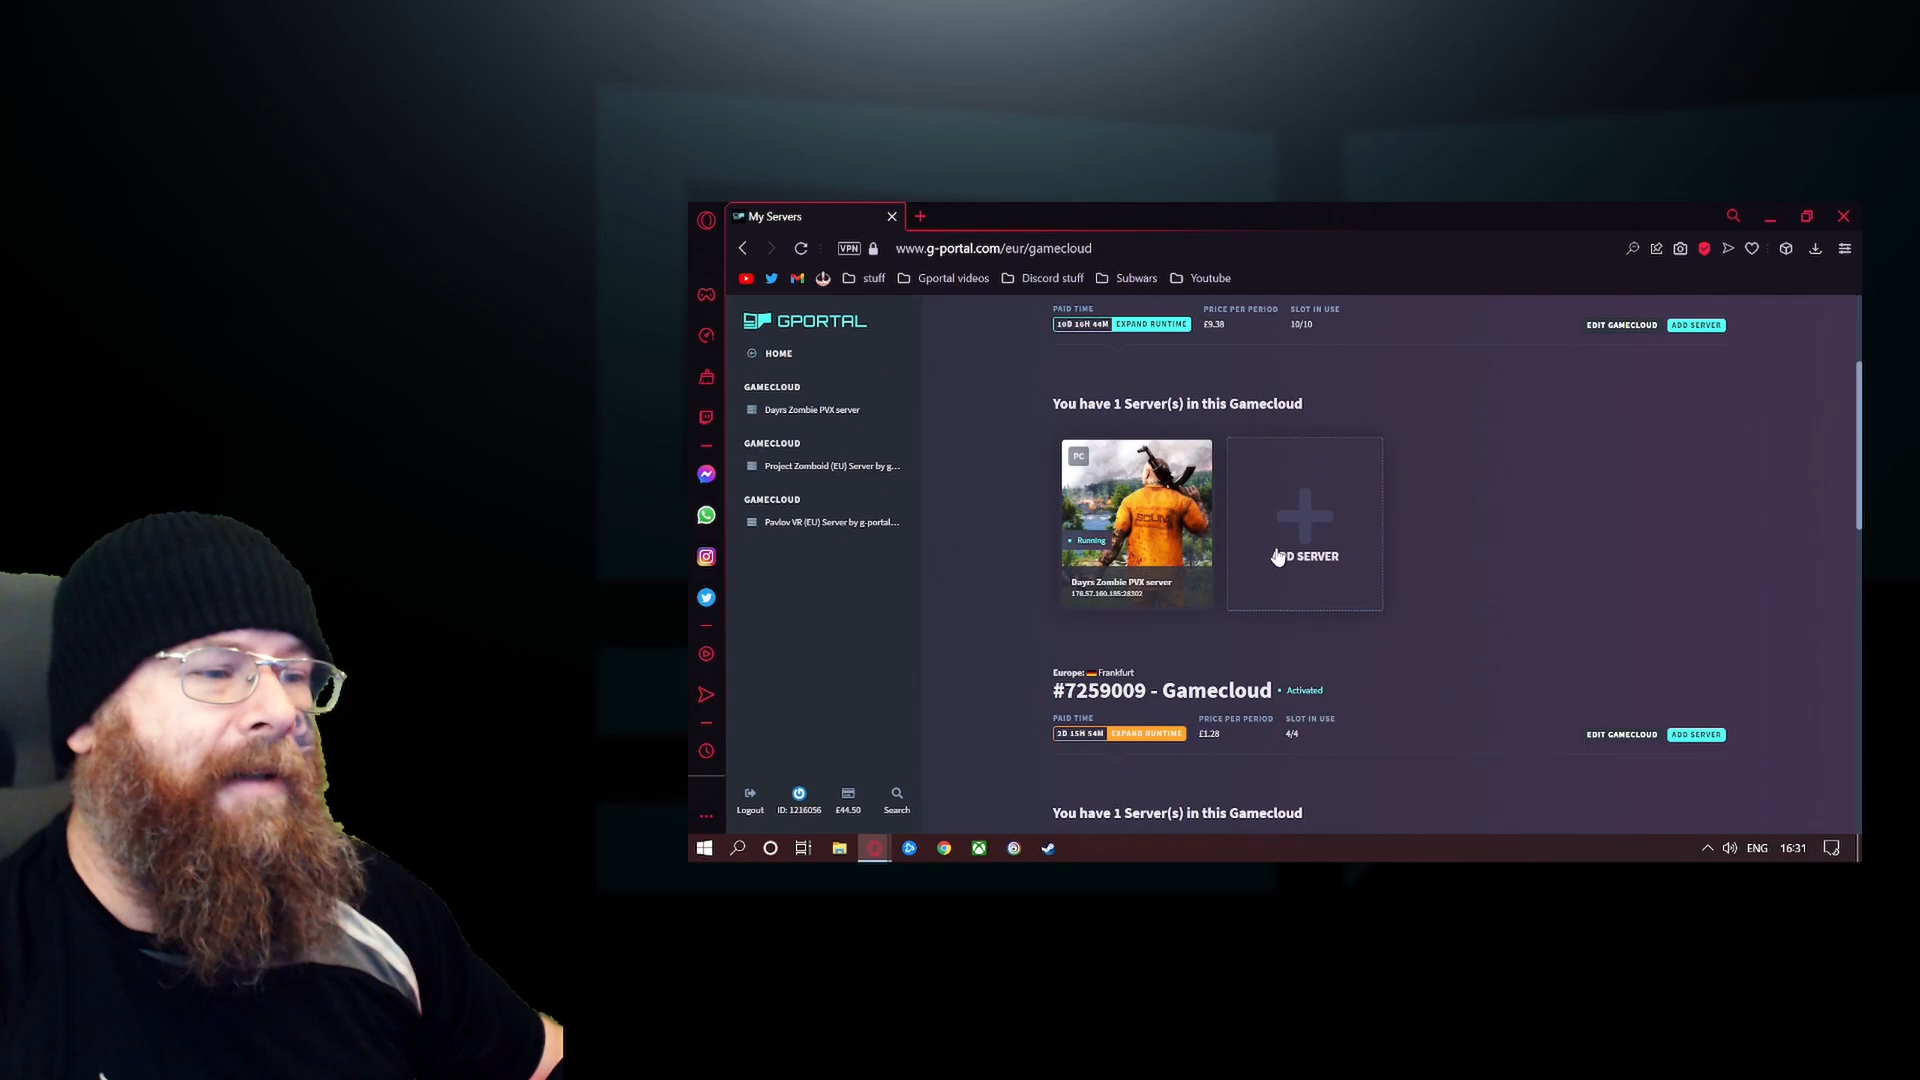 My Servers
VPN
www.g-portal.com/eur/gamecloud
stuff
Gportal videos
Discord stuff
Subwars
Youtube
GPORTAL
HOME
GAMECLOUD
Dayrs Zombie PVX server
GAMECLOUD
Project Zomboid (EU) Server by g...
GAMECLOUD
Pavlov VR (EU) Server by g-portal...
Logout
ID: 1216056
£44.50
Search
PAID TIME
PRICE PER PERIOD
SLOT IN USE
10D 16H 44M
EXPAND RUNTIME
£9.38
10/10
EDIT GAMECLOUD
ADD SERVER
You have 1 Server(s) in this Gamecloud
PC
SCUM
Running
Dayrs Zombie PVX server
176.57.160.185:28302
D SERVER
Europe: Frankfurt
#7259009 - Gamecloud
Activated
PAID TIME
PRICE PER PERIOD
SLOT IN USE
2D 15H 54M
EXPAND RUNTIME
£1.28
4/4
EDIT GAMECLOUD
ADD SERVER
You have 1 Server(s) in this Gamecloud
ENG
16:31